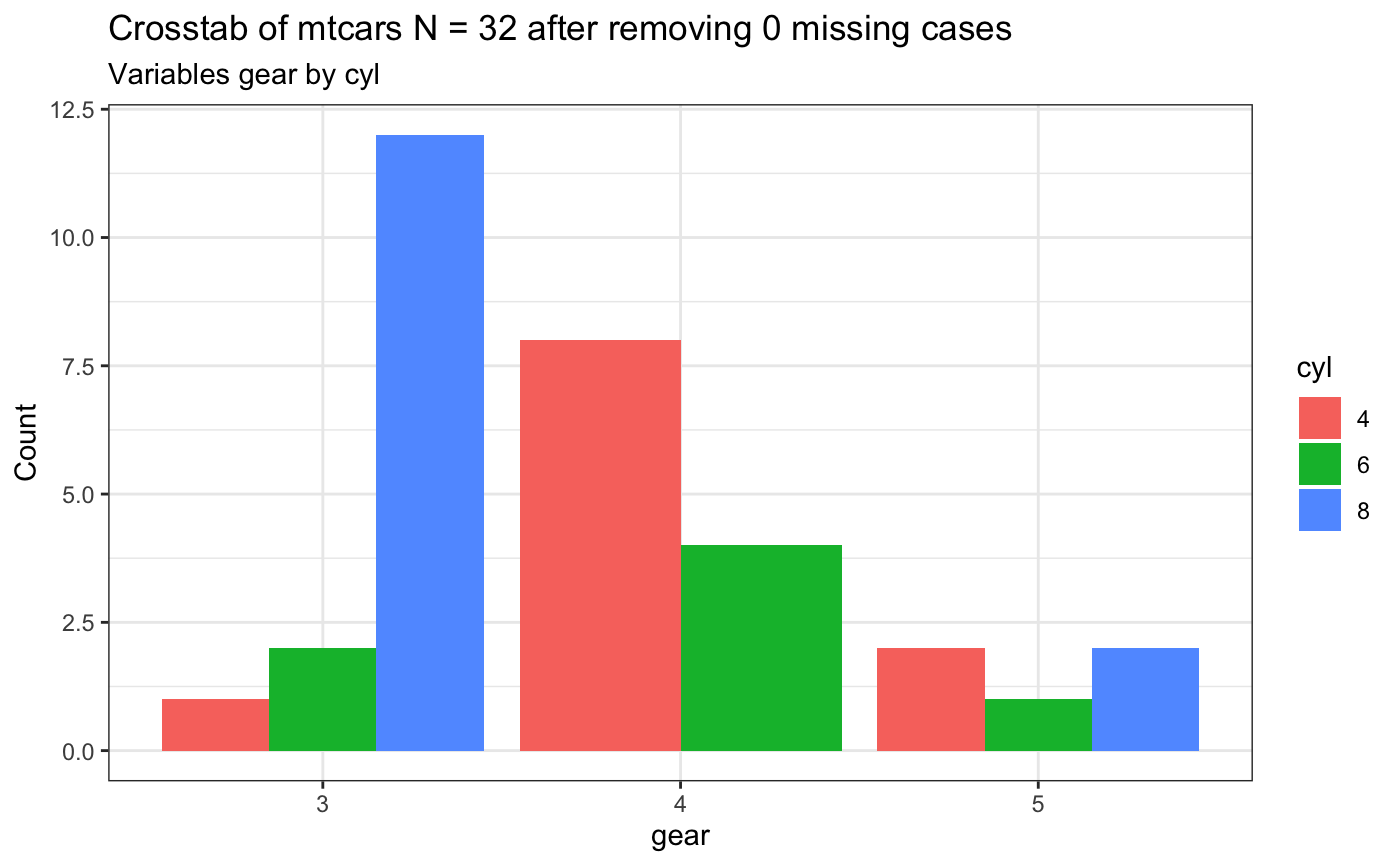 Crosstab of mtcars N = 32 after removing 0 missing cases
Variables gear by cyl
12.5
10.0
7.5
5.0
2.5
0.0
Count
3 4 5
gear
cyl
4
6
8